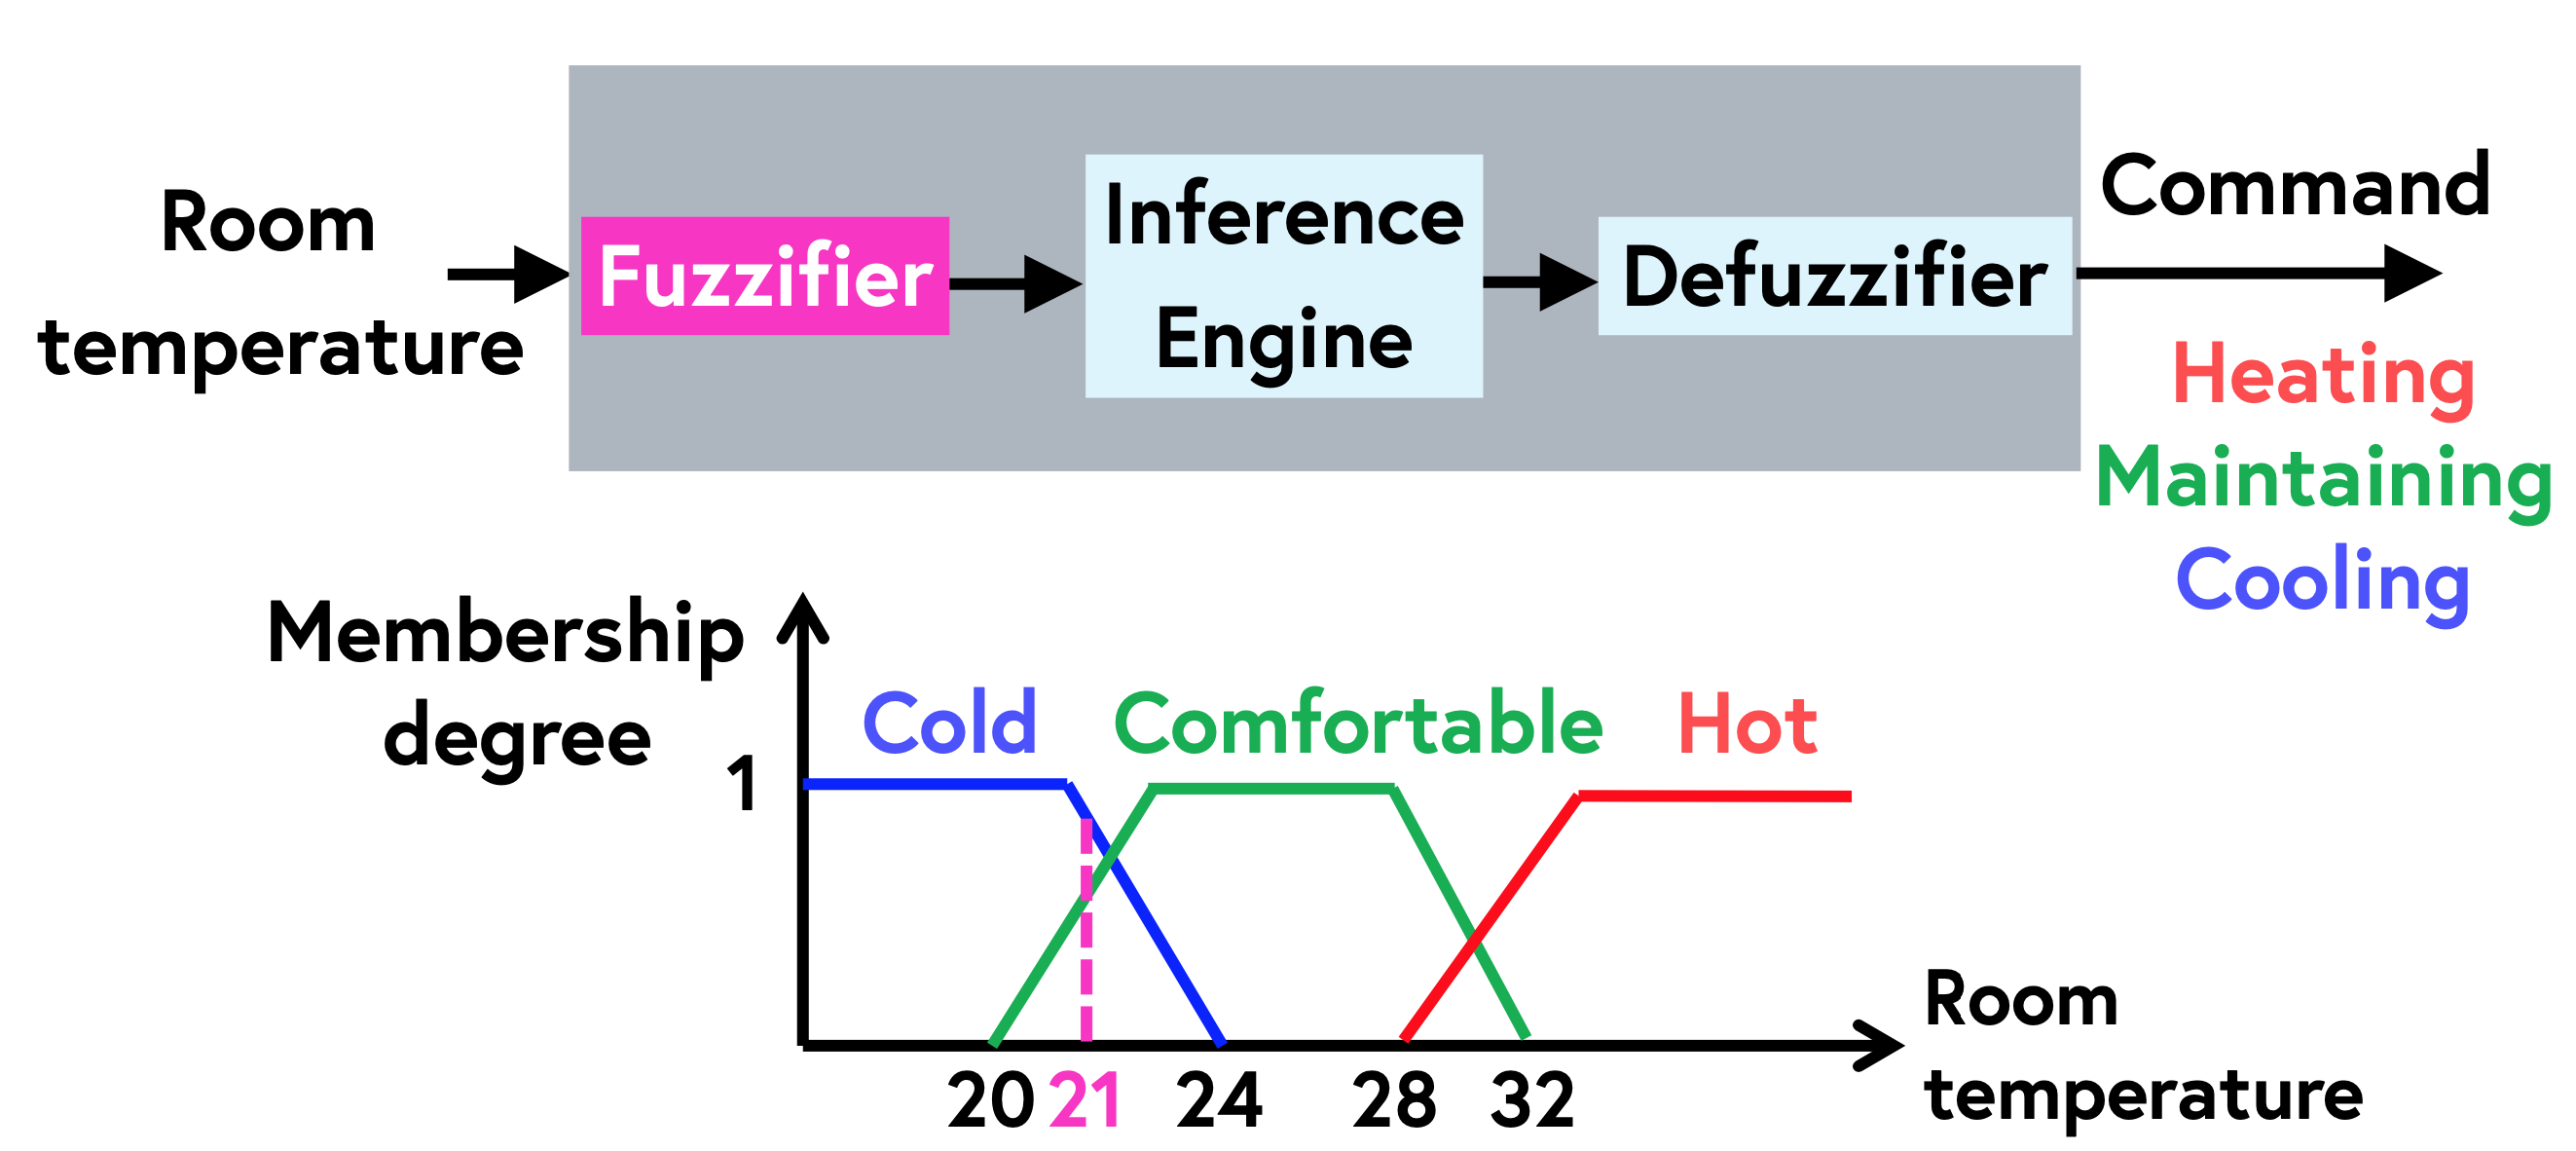 Room
temperature
Fuzzifier
Inference
Engine
Defuzzifier
Command
Heating
Maintaining
Cooling
Membership
degree
1
Cold
Comfortable
Hot
20
21
24
28
32
Room
temperature